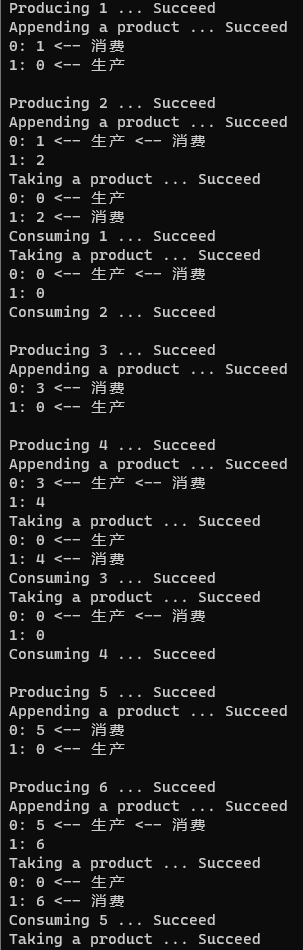 Producing 1 ... Succeed
Appending a product ... Succeed
0: 1 <-- 消费
1: 0 <-- 生产
Producing 2 ... Succeed
Appending a product ... Succeed
0: 1 <-- 生产 <-- 消费
1: 2
Taking a product ... Succeed
0: 0 <-- 生产
1: 2 <-- 消费
Consuming 1 ... Succeed
Taking a product ... Succeed
0: 0 <-- 生产 <-- 消费
1: 0
Consuming 2 ... Succeed
Producing 3 ... Succeed
Appending a product ... Succeed
0: 3 <-- 消费
1: 0 <-- 生产
Producing 4 ... Succeed
Appending a product ... Succeed
0: 3 <-- 生产 <-- 消费
1: 4
Taking a product ... Succeed
0: 0 <-- 生产
1: 4 <-- 消费
Consuming 3 ... Succeed
Taking a product ... Succeed
0: 0 <-- 生产 <-- 消费
1: 0
Consuming 4 ... Succeed
Producing 5 ... Succeed
Appending a product ... Succeed
0: 5 <-- 消费
1: 0 <-- 生产
Producing 6 ... Succeed
Appending a product ... Succeed
0: 5 <-- 生产 <-- 消费
1: 6
Taking a product ... Succeed
0: 0 <-- 生产
1: 6 <-- 消费
Consuming 5 ... Succeed
Taking a product ... Succeed